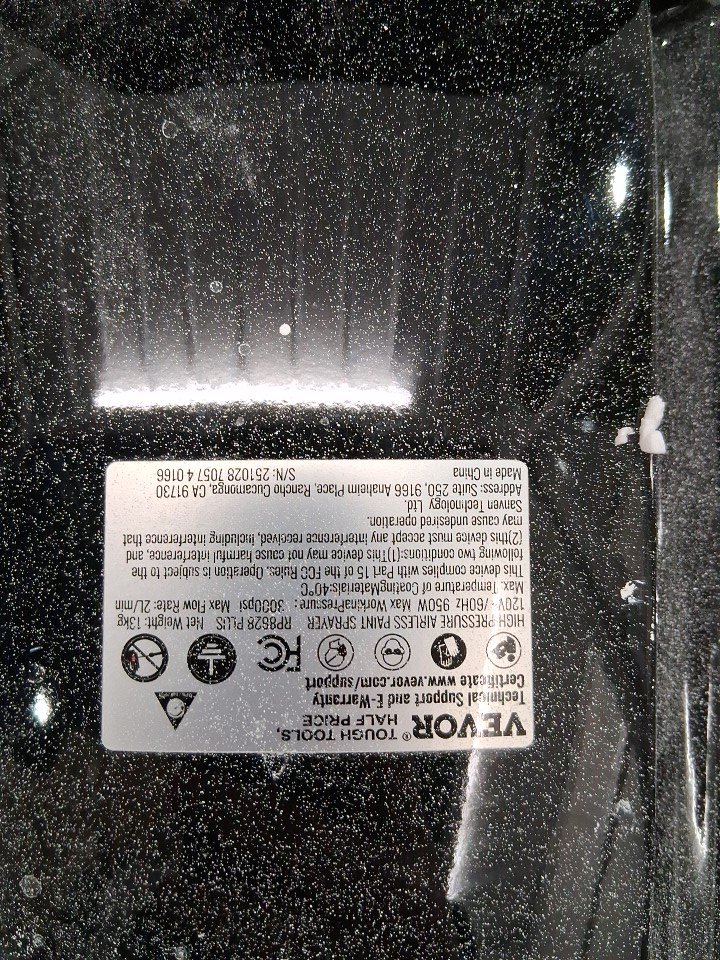 VEVOR® TOUGH TOOLS, HALF PRICE
Technical Support and E-Warranty
Certificate www.vevor.com/support
FC
HIGH PRESSURE AIRLESS PAINT SPRAYER RP8628 PLUS Net Weight: 13kg
120V~/60Hz 950W Max WorkinaPressure: 3000psi Max Flow Rate: 2L/min
Max.Temperature of CoatingMaterials:40°C
This device complies with Part 15 of the FCC Rules. Operation is subject to the
following two conditions:(1)This device may not cause harmful interference, and
(2)this device must accept any interference received, including interference that
may cause undesired operation.
Sanven Technology Ltd.
Address: Suite 250, 9166 Anaheim Place, Rancho Cucamonga, CA 91730
Made in China S/N: 251028 7057 4 0166